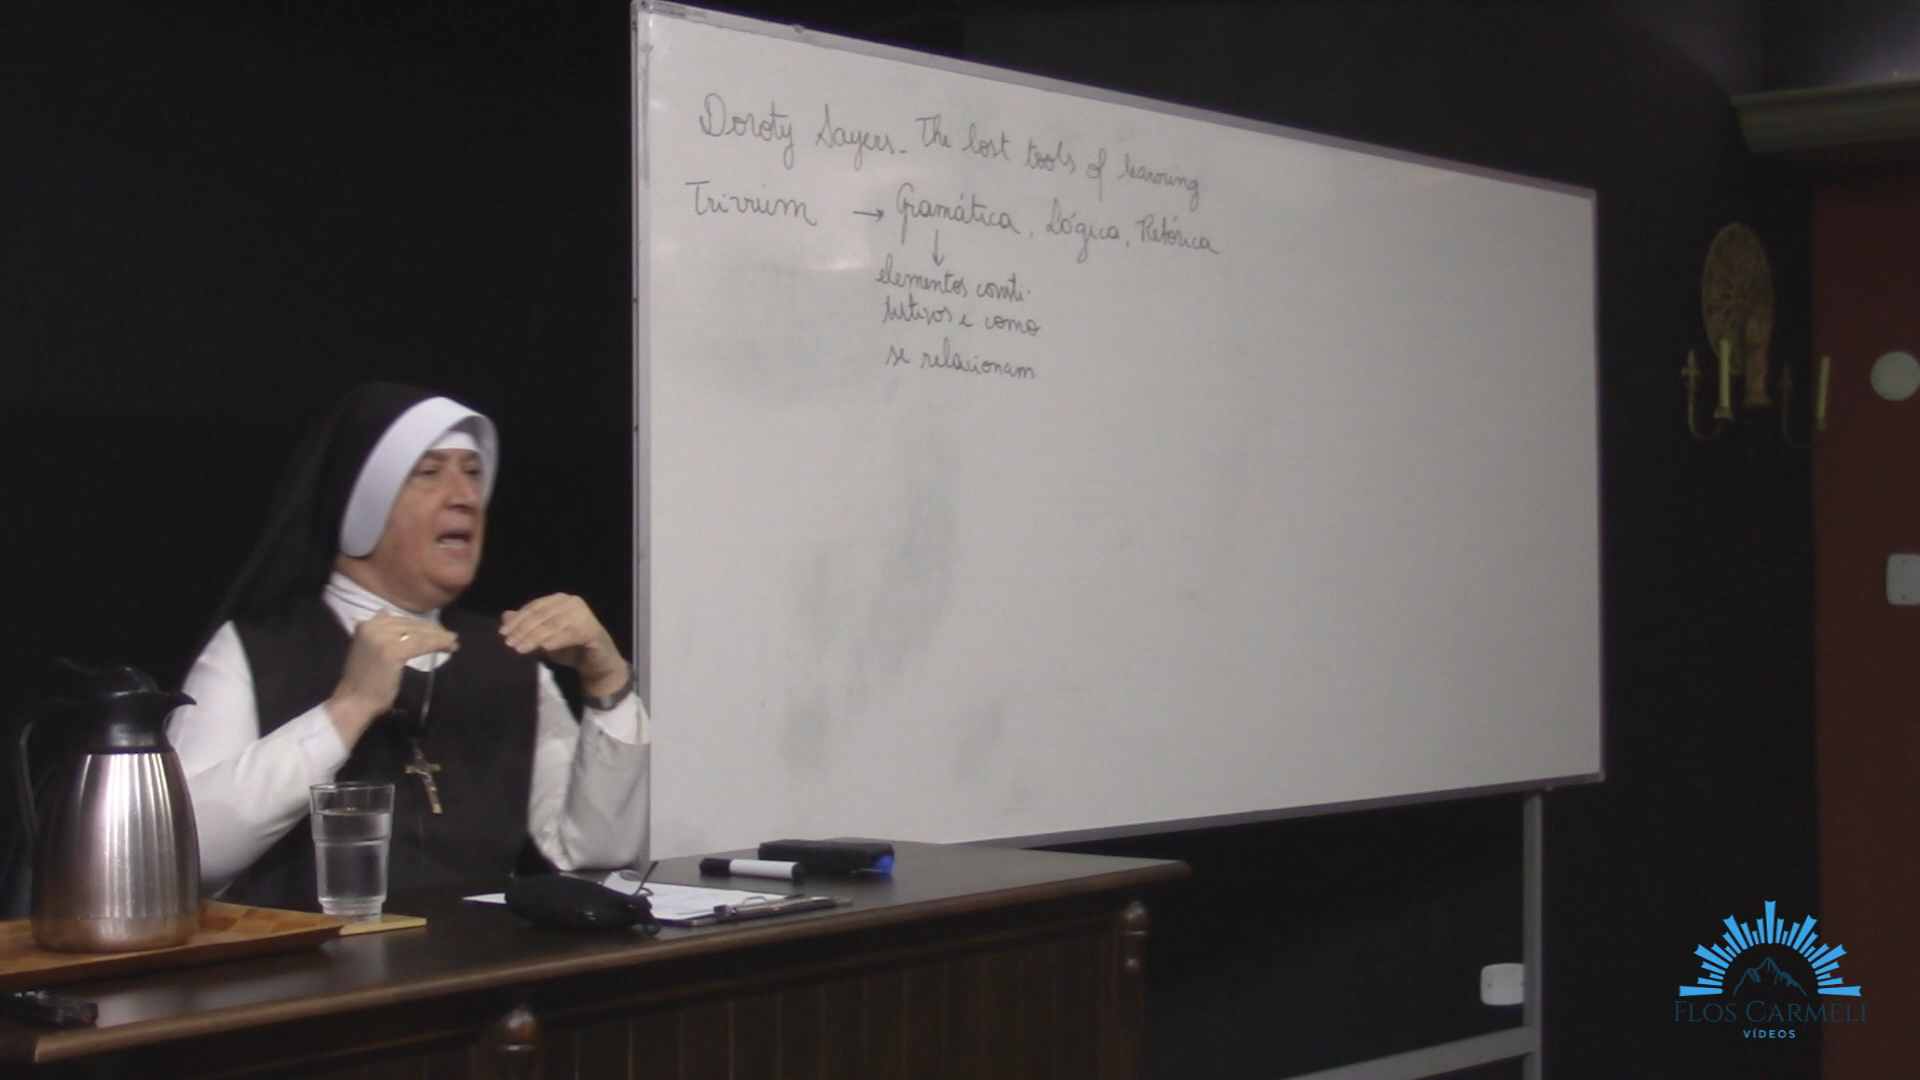 Doroty Sayers - The lost tools of learning
Trivium → Gramática, Lógica, Retórica
↓
elementos consti-
tutivos e como
se relacionam
FLOS CARMELI
VÍDEOS